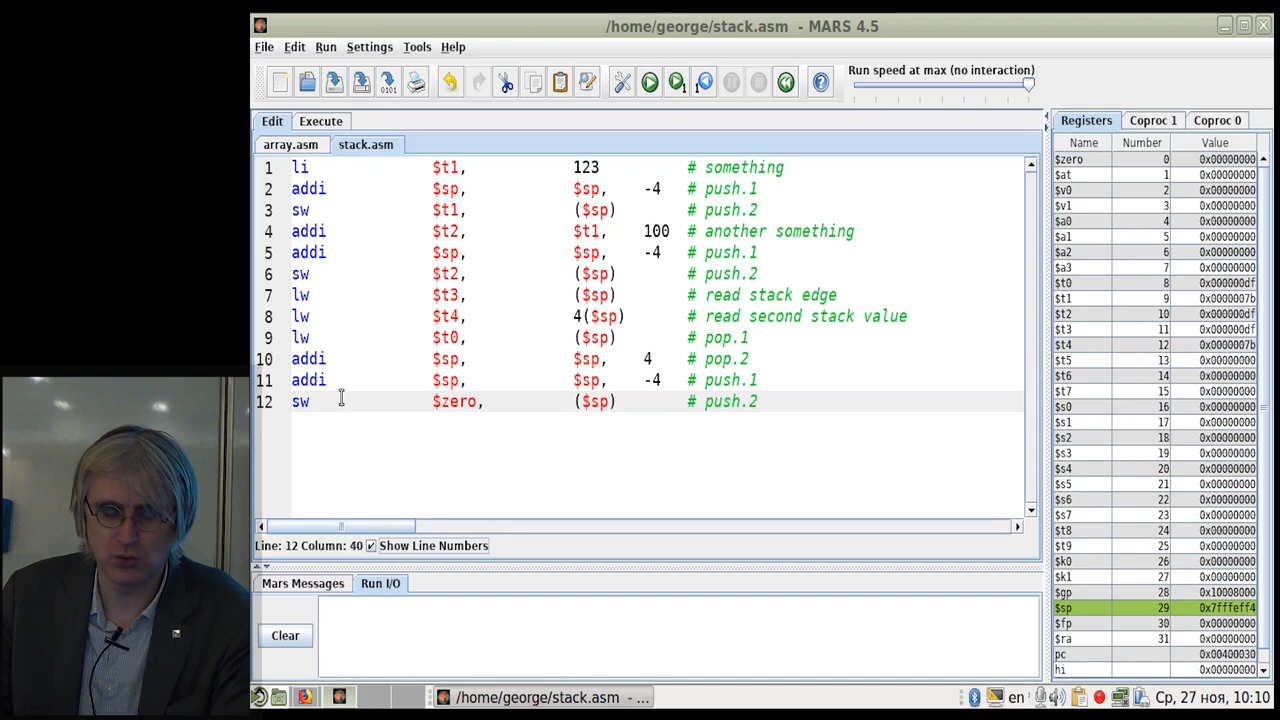 /home/george/stack.asm - MARS 4.5
File Edit Run Settings Tools Help
Run speed at max (no interaction)
Edit Execute
array.asm stack.asm
1 li $t1, 123 # something
2 addi $sp, $sp, -4 # push.1
3 sw $t1, ($sp) # push.2
4 addi $t2, $t1, 100 # another something
5 addi $sp, $sp, -4 # push.1
6 sw $t2, ($sp) # push.2
7 lw $t3, ($sp) # read stack edge
8 lw $t4, 4($sp) # read second stack value
9 lw $t0, ($sp) # pop.1
10 addi $sp, $sp, 4 # pop.2
11 addi $sp, $sp, -4 # push.1
12 sw $zero, ($sp) # push.2
Line: 12 Column: 40 Show Line Numbers
Mars Messages Run I/O
Clear
Registers Coproc 1 Coproc 0
Name Number Value
$zero 0 0x00000000
$at 1 0x00000000
$v0 2 0x00000000
$v1 3 0x00000000
$a0 4 0x00000000
$a1 5 0x00000000
$a2 6 0x00000000
$a3 7 0x00000000
$t0 8 0x000000df
$t1 9 0x0000007b
$t2 10 0x000000df
$t3 11 0x000000df
$t4 12 0x0000007b
$t5 13 0x00000000
$t6 14 0x00000000
$t7 15 0x00000000
$s0 16 0x00000000
$s1 17 0x00000000
$s2 18 0x00000000
$s3 19 0x00000000
$s4 20 0x00000000
$s5 21 0x00000000
$s6 22 0x00000000
$s7 23 0x00000000
$t8 24 0x00000000
$t9 25 0x00000000
$k0 26 0x00000000
$k1 27 0x00000000
$gp 28 0x10008000
$sp 29 0x7fffeff4
$fp 30 0x00000000
$ra 31 0x00000000
pc 0x00400030
hi 0x00000000
/home/george/stack.asm - ...
en
Ср, 27 ноя, 10:10